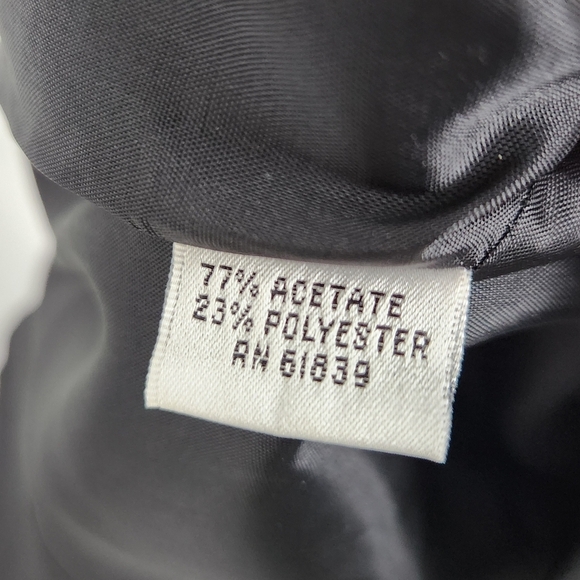 77% ACETATE
23% POLYESTER
RN 61839